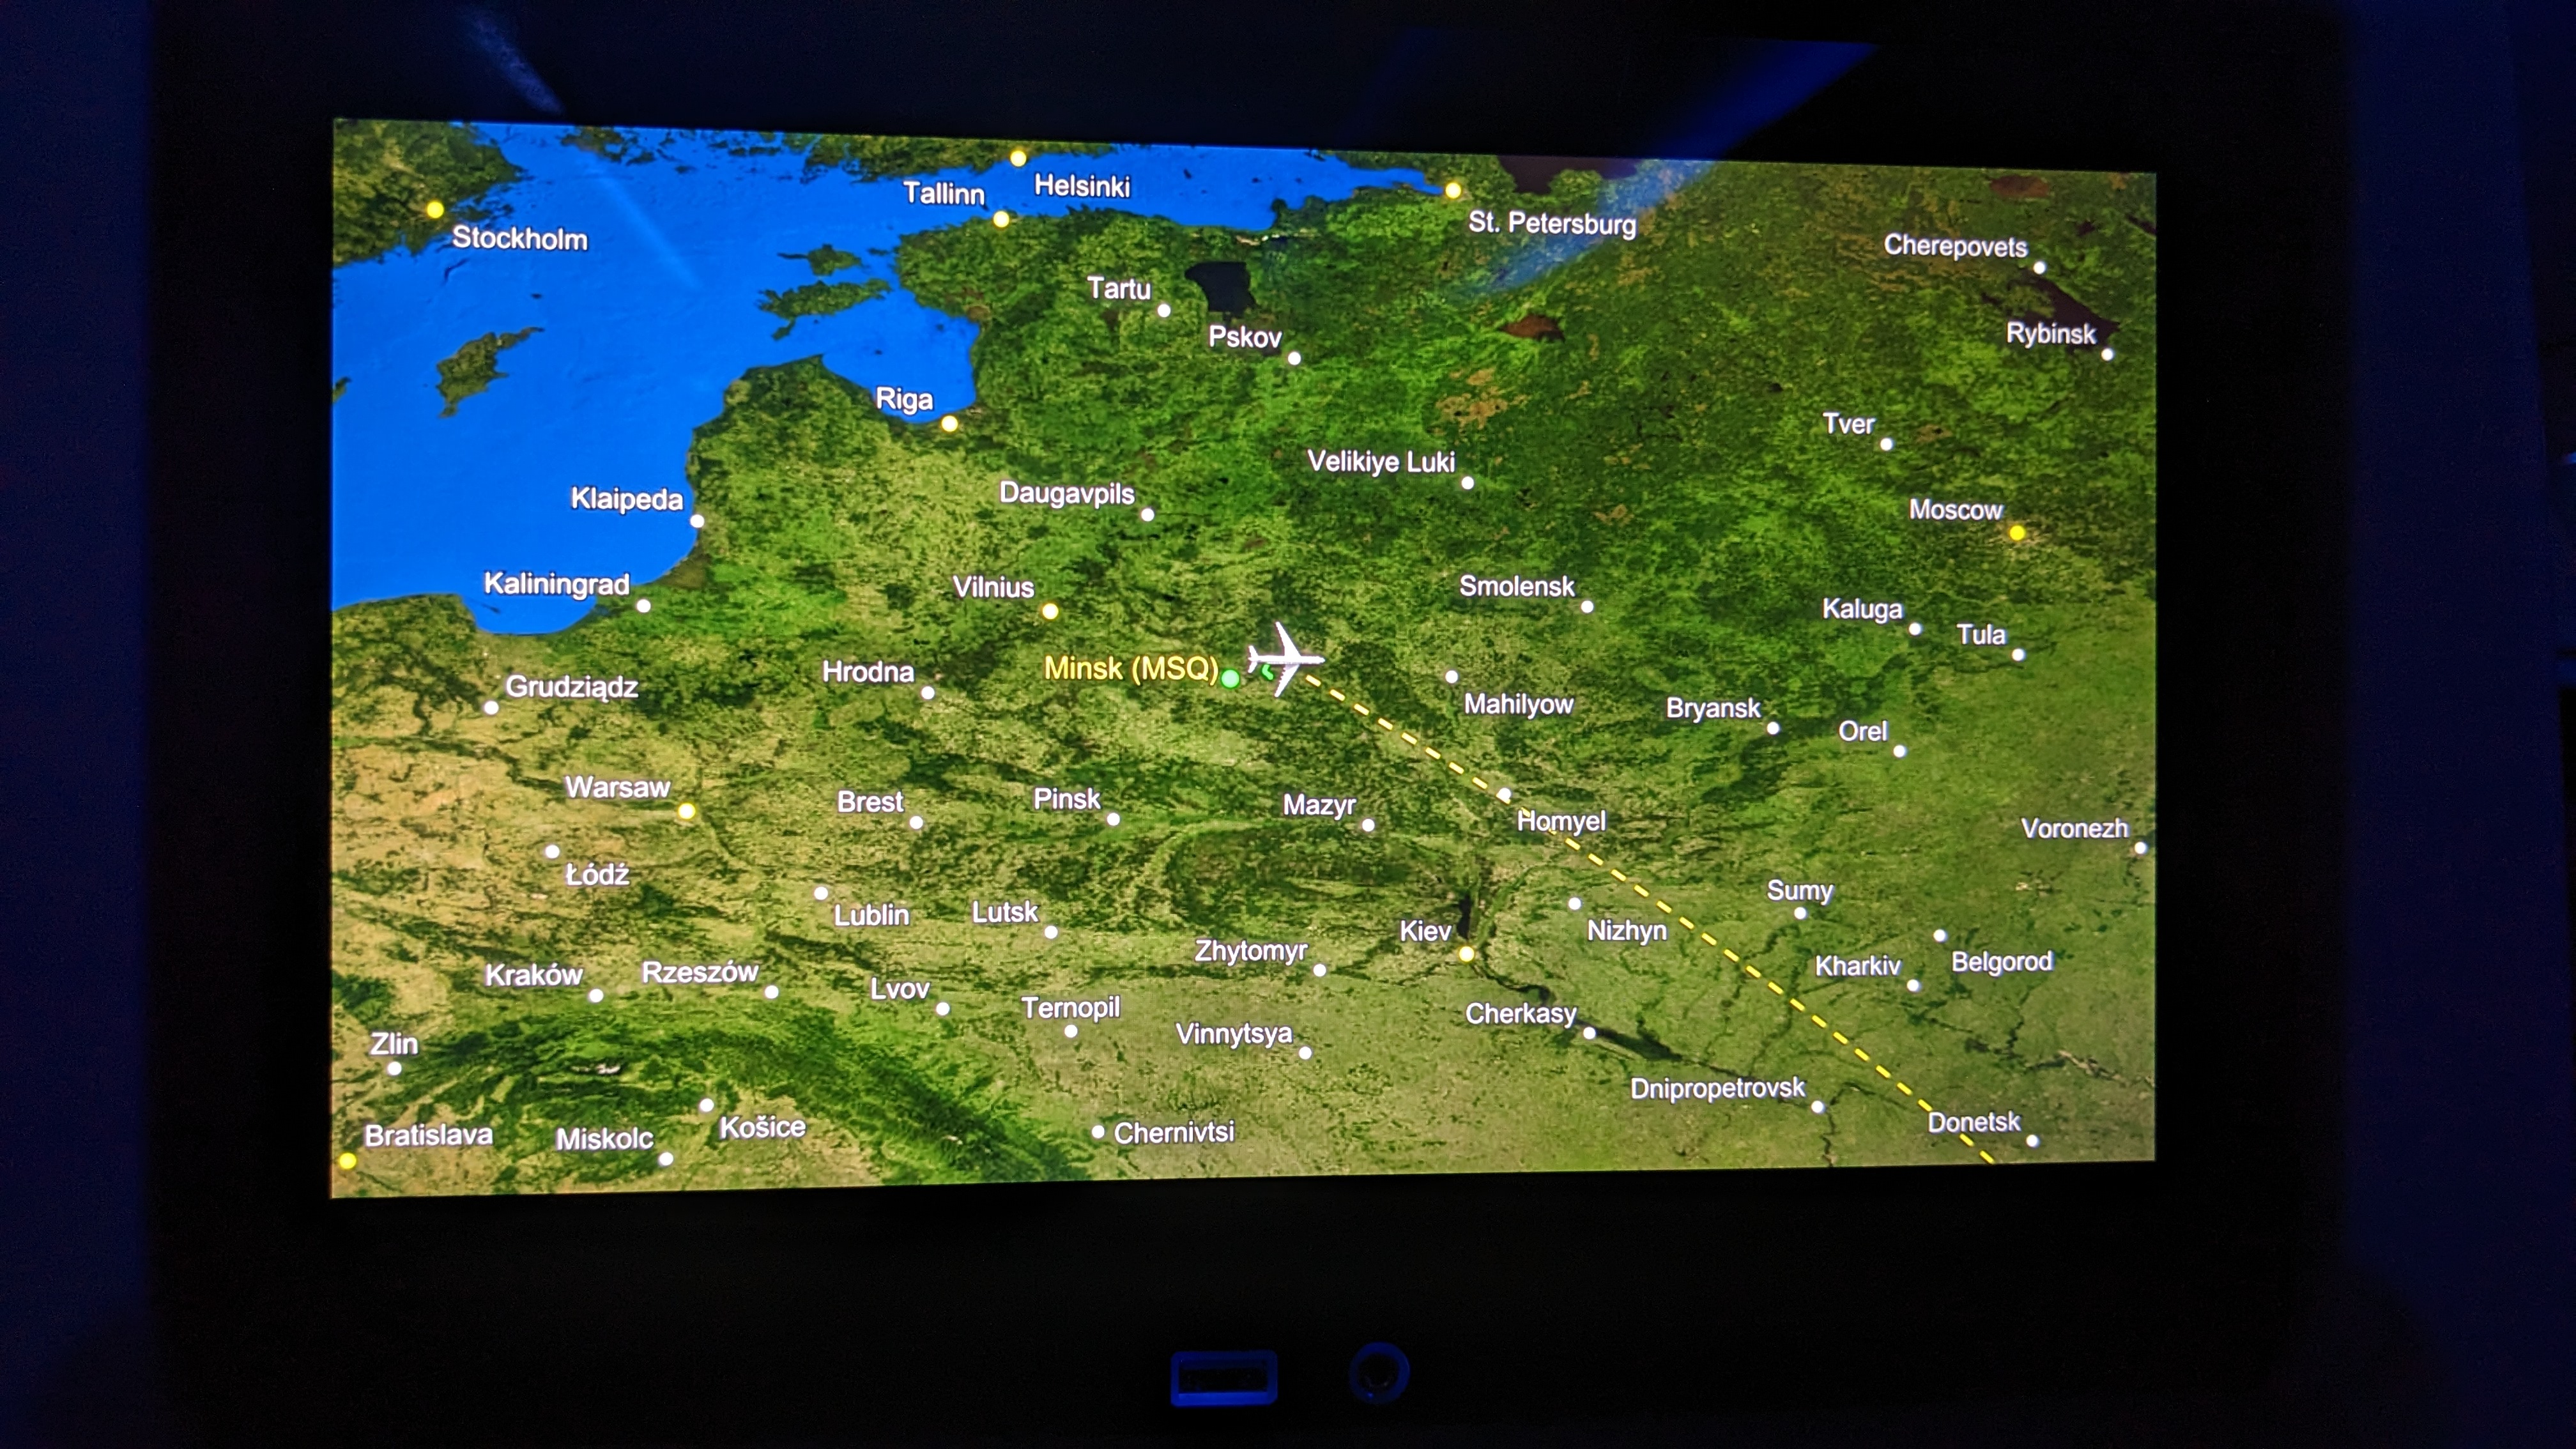 Helsinki
Tallinn
St. Petersburg
Stockholm
Cherepovets
Tartu
Pskov
Rybinsk
Riga
Tver
Velikiye Luki
Daugavpils
Klaipeda
Moscow
Kaliningrad
Vilnius
Smolensk
Kaluga
Tula
Minsk (MSQ)
Hrodna
Grudziądz
Mahilyow
Bryansk
Orel
Warsaw
Brest
Pinsk
Mazyr
Homyel
Voronezh
Łódź
Sumy
Lublin
Lutsk
Kiev
Nizhyn
Zhytomyr
Belgorod
Kharkiv
Kraków
Rzeszów
Lvov
Ternopil
Cherkasy
Vinnytsya
Zlin
Dnipropetrovsk
Donetsk
Košice
Bratislava
Miskolc
Chernivtsi